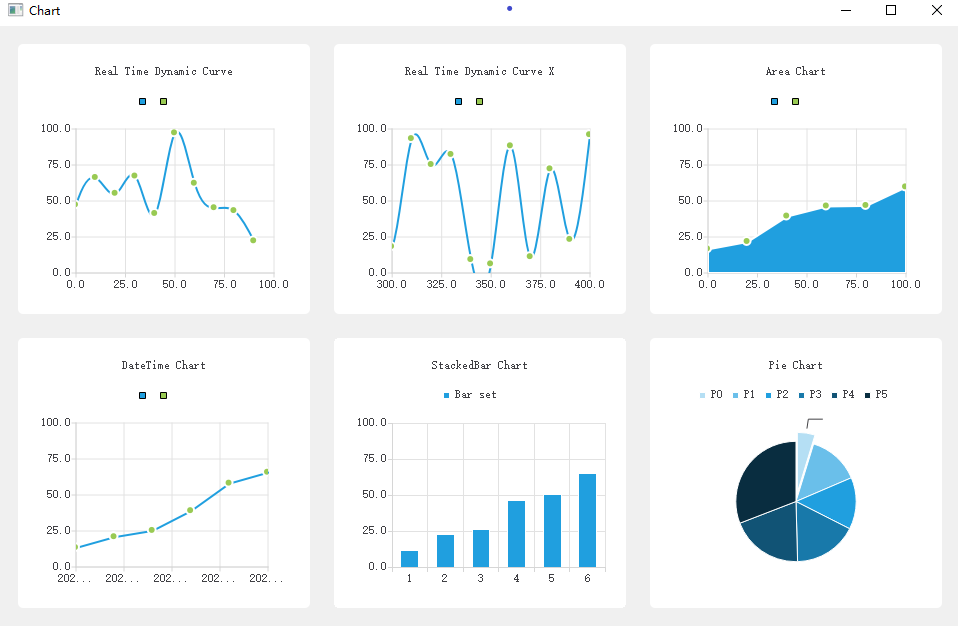 Chart
Real Time Dynamic Curve
100.0
75.0
50.0
25.0
0.0
0.0 25.0 50.0 75.0 100.0
Real Time Dynamic Curve X
100.0
75.0
50.0
25.0
0.0
300.0 325.0 350.0 375.0 400.0
Area Chart
100.0
75.0
50.0
25.0
0.0
0.0 25.0 50.0 75.0 100.0
DateTime Chart
100.0
75.0
50.0
25.0
0.0
202... 202... 202... 202... 202...
StackedBar Chart
Bar set
100.0
75.0
50.0
25.0
0.0
1 2 3 4 5 6
Pie Chart
P0 P1 P2 P3 P4 P5